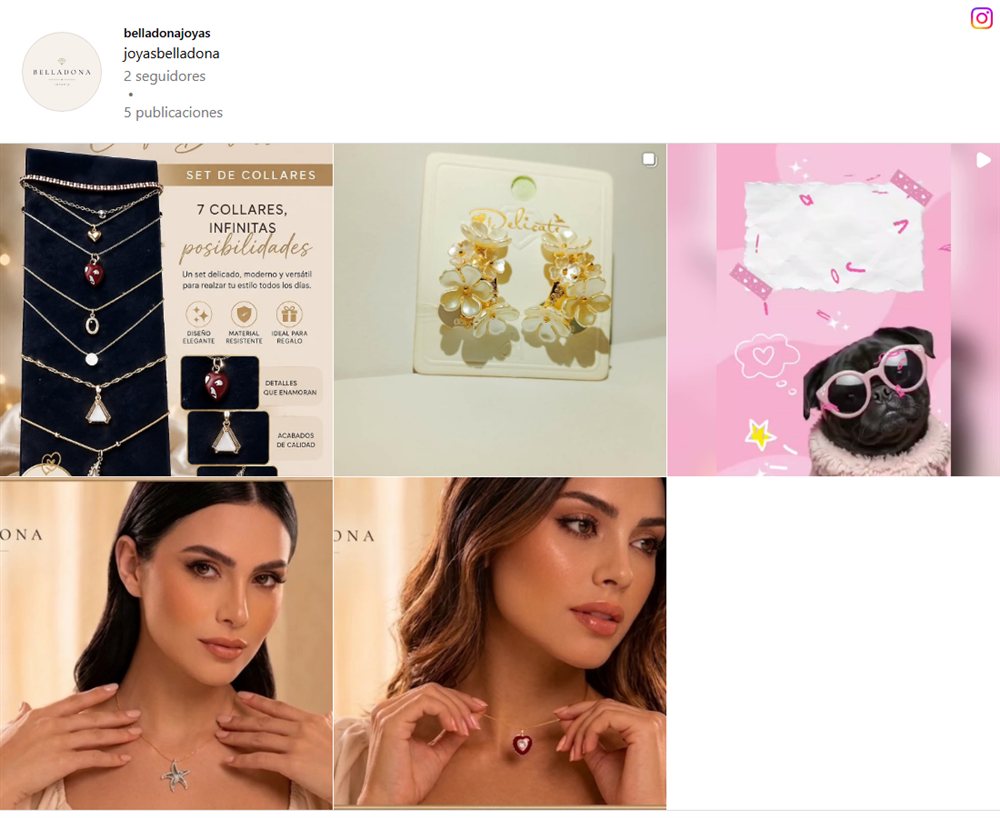 belladonajoyas
joyasbelladona
2 seguidores
•
5 publicaciones
BELLADONA
SET DE COLLARES
7 COLLARES,
INFINITAS
posibilidades
Un set delicado, moderno y versátil
para realzar tu estilo todos los días.
DISEÑO
ELEGANTE
MATERIAL
RESISTENTE
IDEAL PARA
REGALO
DETALLES
QUE ENAMORAN
ACABADOS
DE CALIDAD
Delicate
ONA
ONA